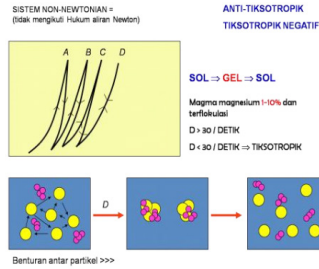 SISTEM NON-NEWTONIAN =
(tidak mengikuti Hukum aliran Newton)
ANTI-TIKSOTROPIK
TIKSOTROPIK NEGATIF
A B C D
SOL ⇒ GEL ⇒ SOL
Magma magnesium 1-10% dan
terflokulasi
D > 30 / DETIK
D < 30 / DETIK ⇒ TIKSOTROPIK
D
Benturan antar partikel >>>